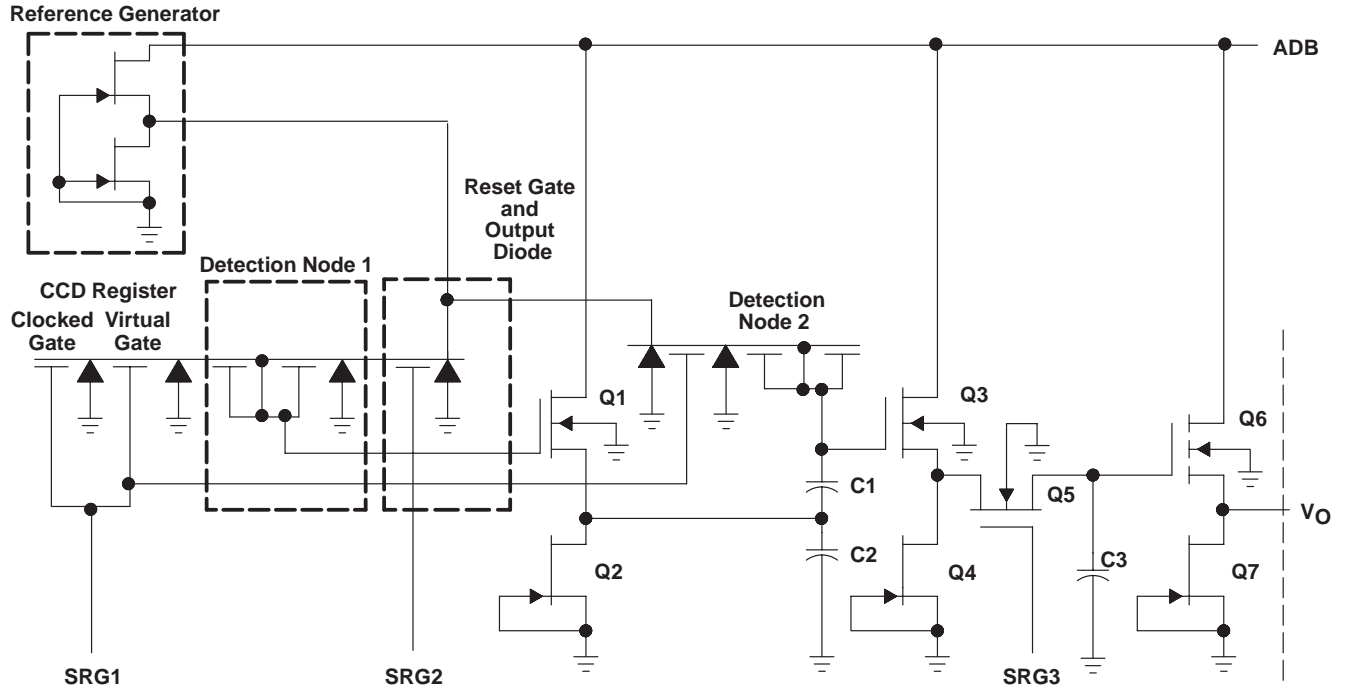 Reference Generator
ADB
Reset Gate
and
Output
Diode
Detection Node 1
CCD Register
Clocked Virtual
Gate Gate
Detection
Node 2
Q1
Q3
Q6
C1
Q5
VO
C2
C3
Q2
Q4
Q7
SRG1
SRG2
SRG3